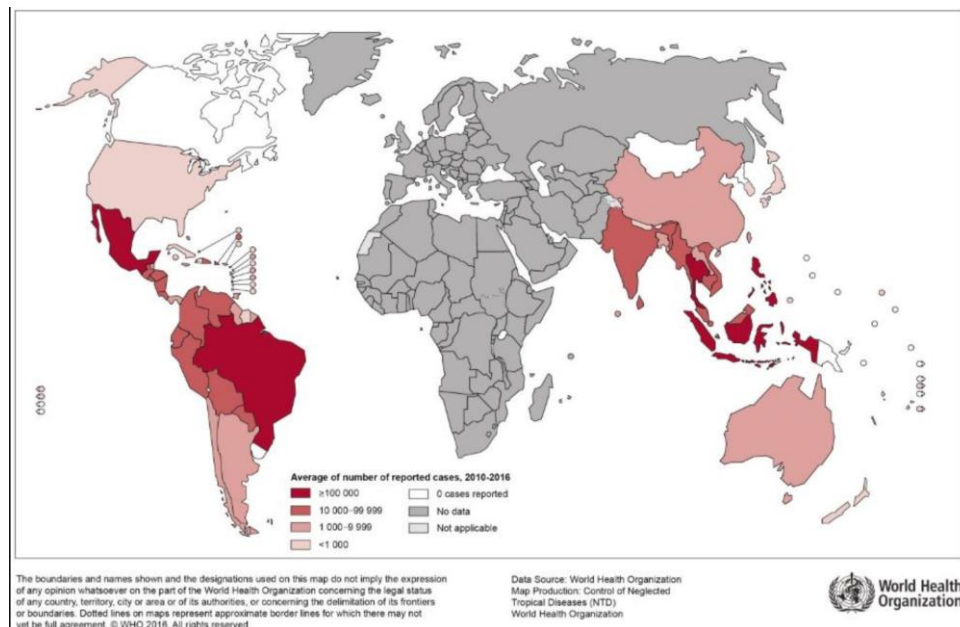 Average of number of reported cases, 2010-2016
≥100 000
10 000–99 999
1 000–9 999
<1 000
0 cases reported
No data
Not applicable
The boundaries and names shown and the designations used on this map do not imply the expression
of any opinion whatsoever on the part of the World Health Organization concerning the legal status
of any country, territory, city or area or of its authorities, or concerning the delimitation of its frontiers
or boundaries. Dotted lines on maps represent approximate border lines for which there may not
yet be full agreement. © WHO 2016. All rights reserved
Data Source: World Health Organization
Map Production: Control of Neglected
Tropical Diseases (NTD)
World Health Organization
World Health
Organization